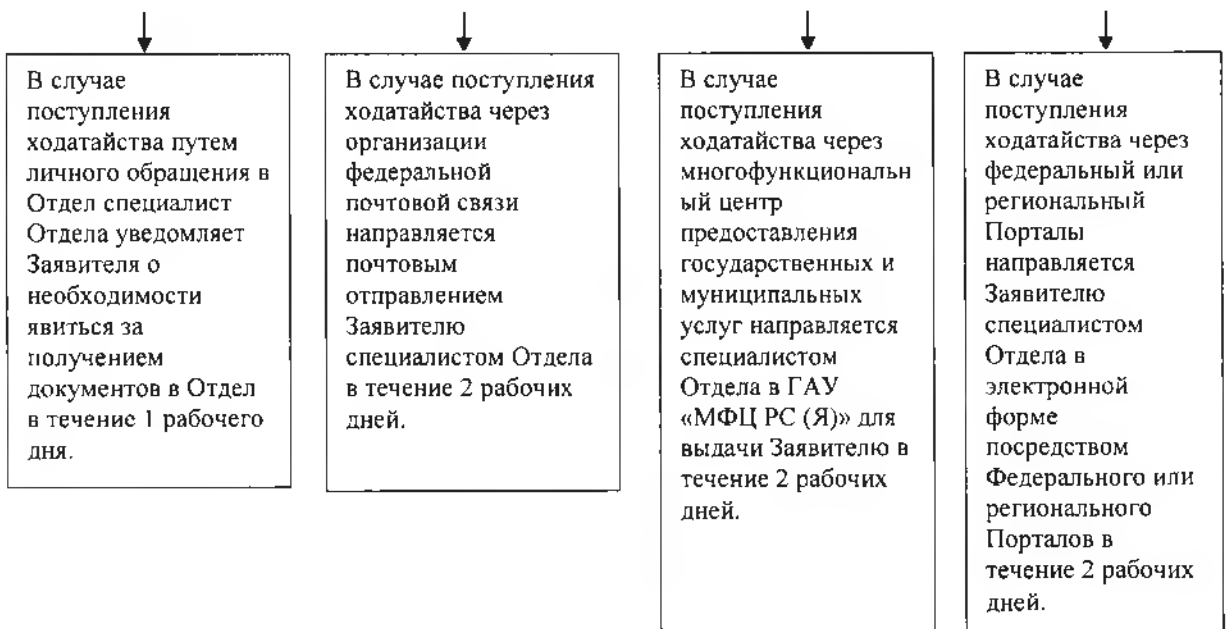 В случае
поступления
ходатайства путем
личного обращения в
Отдел специалист
Отдела уведомляет
Заявителя о
необходимости
явиться за
получением
документов в Отдел
в течение 1 рабочего
дня.
В случае поступления
ходатайства через
организации
федеральной
почтовой связи
направляется
почтовым
отправлением
Заявителю
специалистом Отдела
в течение 2 рабочих
дней.
В случае
поступления
ходатайства через
многофункциональн
ый центр
предоставления
государственных и
муниципальных
услуг направляется
специалистом
Отдела в ГАУ
«МФЦ РС (Я)» для
выдачи Заявителю в
течение 2 рабочих
дней.
В случае
поступления
ходатайства через
федеральный или
региональный
Порталы
направляется
Заявителю
специалистом
Отдела в
электронной
форме
посредством
Федерального или
регионального
Порталов в
течение 2 рабочих
дней.